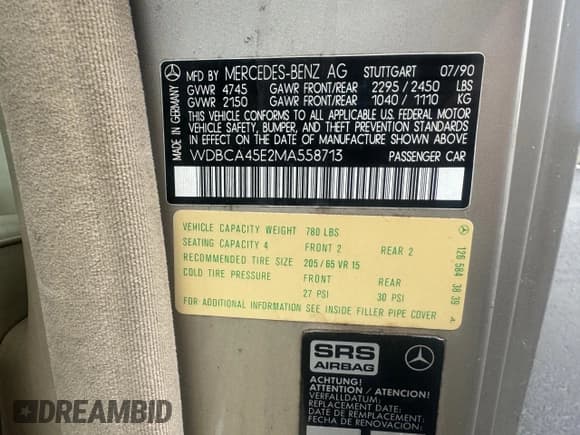 MFD BY MERCEDES-BENZ AG STUTTGART 07/90
GVWR 4745 GAWR FRONT/REAR 2295/2450 LBS
GVWR 2150 GAWR FRONT/REAR 1040/1110 KG
THIS VEHICLE CONFORMS TO ALL APPLICABLE U.S. FEDERAL MOTOR
VEHICLE SAFETY, BUMPER, AND THEFT PREVENTION STANDARDS
IN EFFECT ON THE DATE OF MANUFACTURE SHOWN ABOVE
WDBCA45E2MA558713 PASSENGER CAR
MADE IN GERMANY
VEHICLE CAPACITY WEIGHT 780 LBS
SEATING CAPACITY 4 FRONT 2 REAR 2
RECOMMENDED TIRE SIZE 205/65 VR 15
COLD TIRE PRESSURE FRONT REAR
27 PSI 30 PSI
FOR ADDITIONAL INFORMATION SEE INSIDE FILLER PIPE COVER
126 584 38 39 A
SRS
AIRBAG
ACHTUNG!
ATTENTION / ATENCION!
VERFALLDATUM:
REPLACEMENT DATE:
DATE DE REMPLACEMENT:
FECHA DE RENOVACION:
DREAMBID